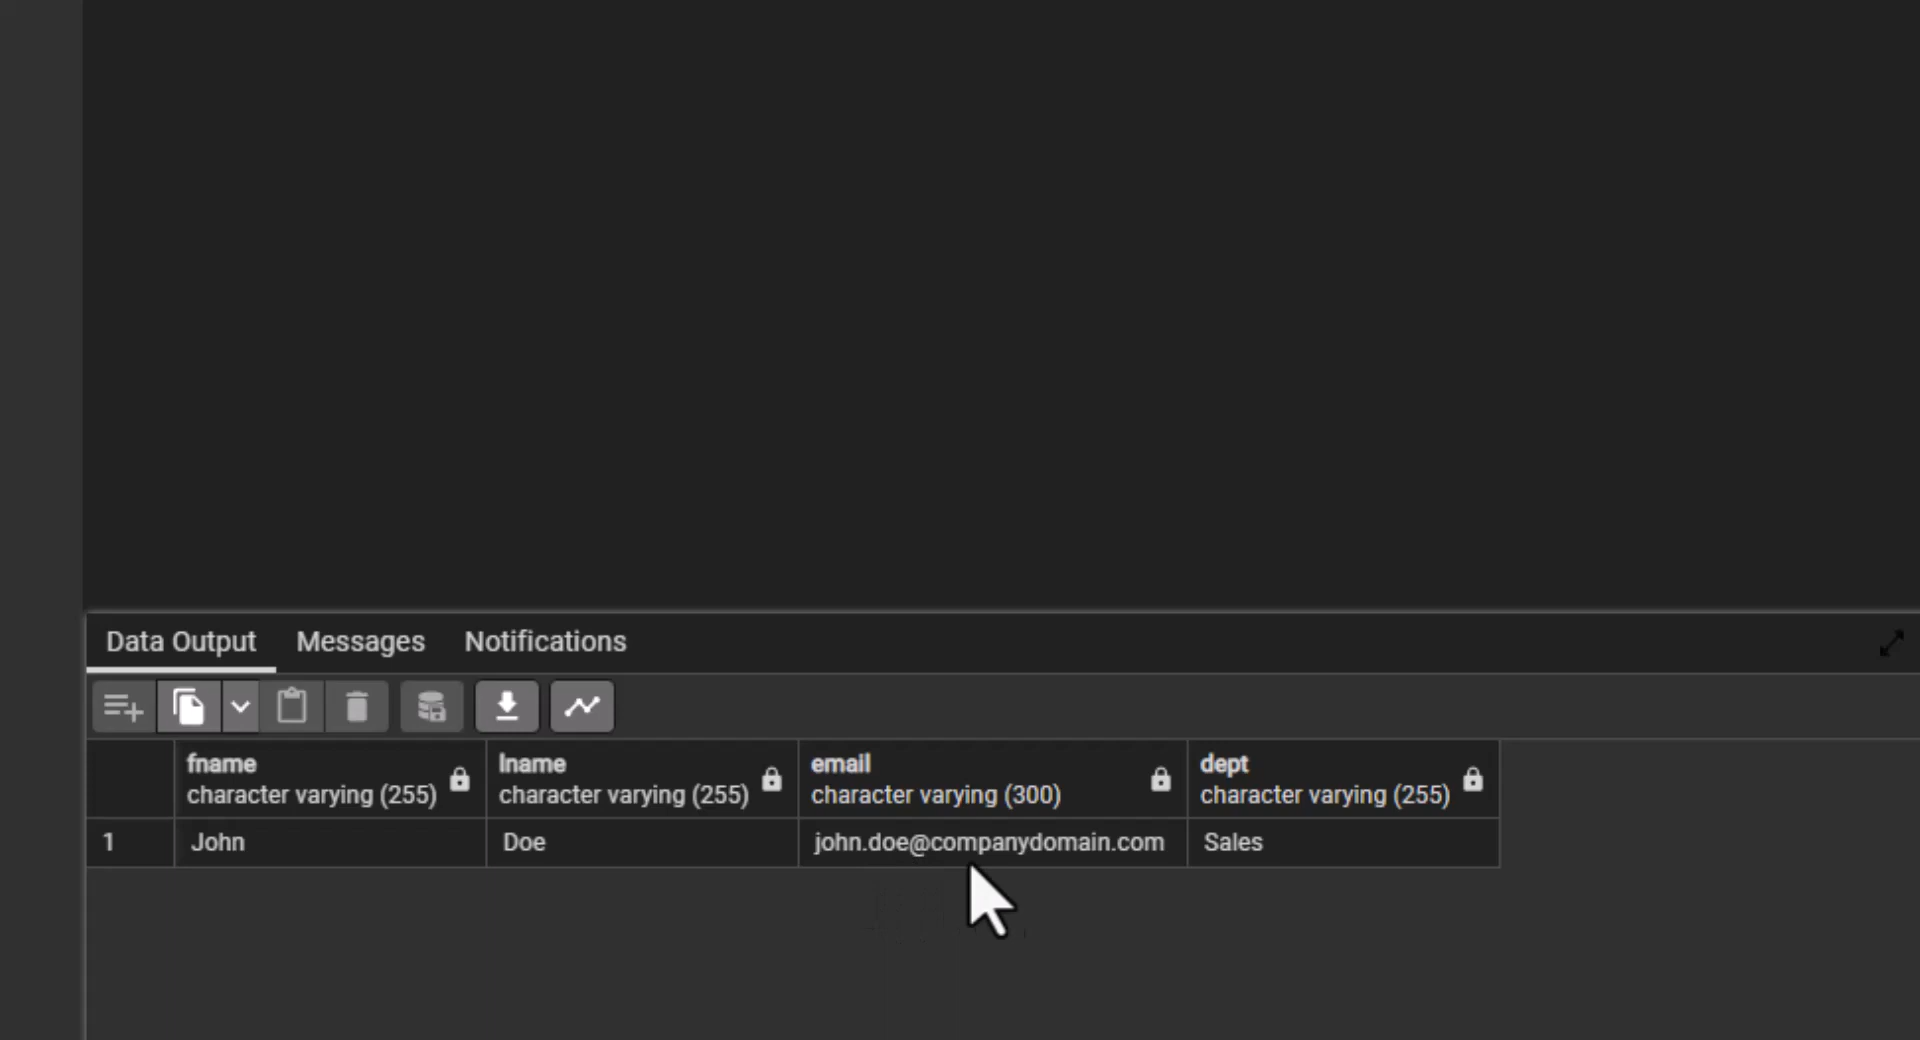 Data Output Messages Notifications
fname lname email dept
character varying (255) character varying (255) character varying (300) character varying (255)
1 John Doe john.doe@companydomain.com Sales